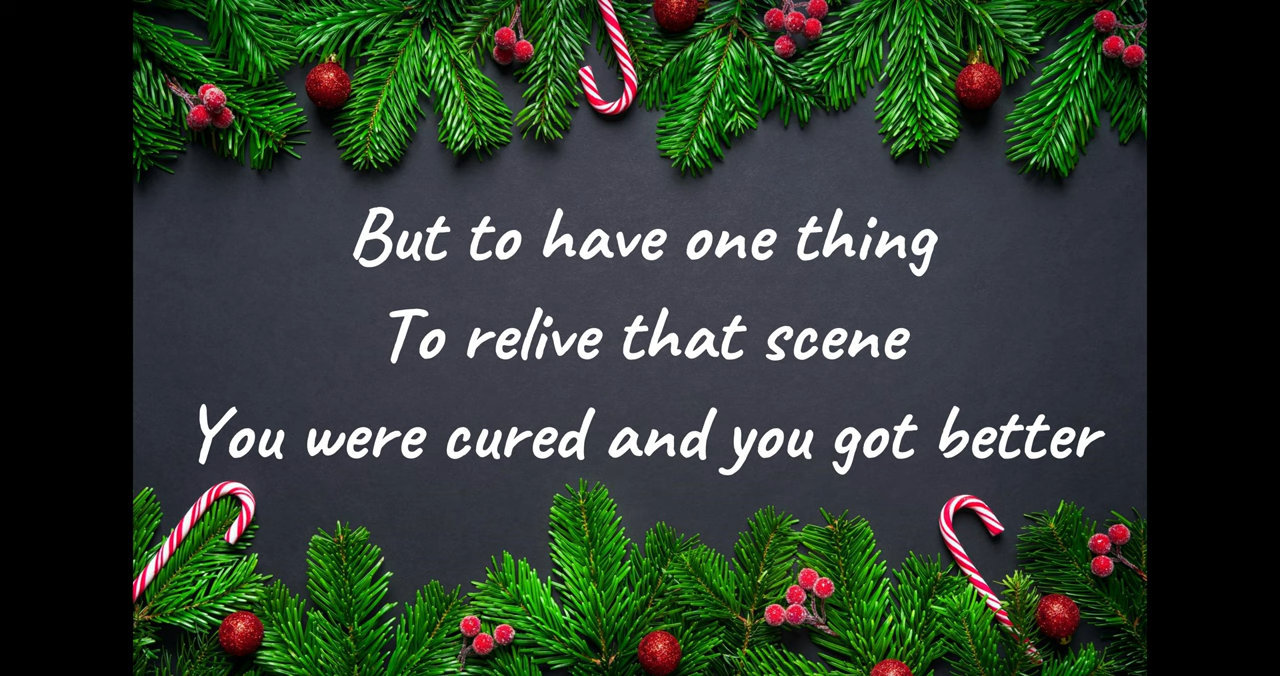 But to have one thing
To relive that scene
You were cured and you got better